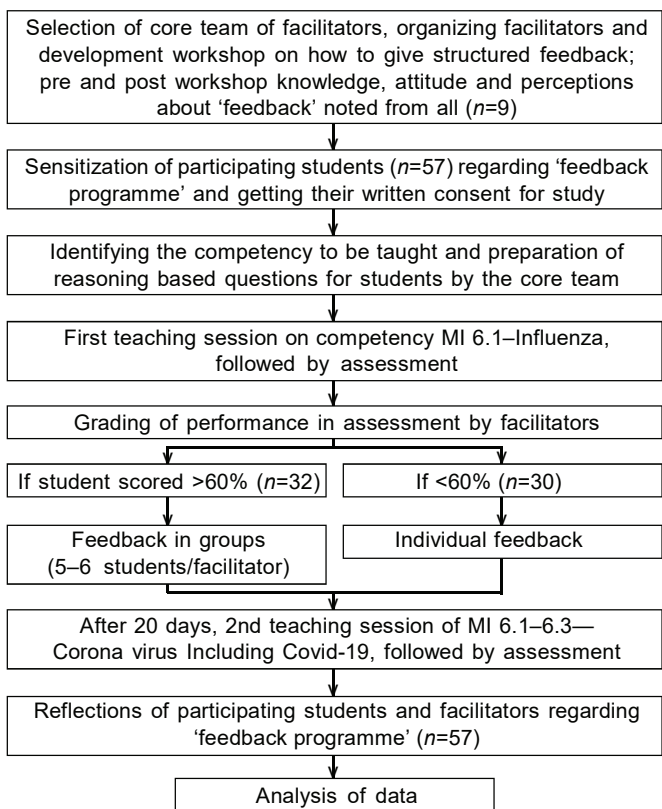 Selection of core team of facilitators, organizing facilitators and
development workshop on how to give structured feedback;
pre and post workshop knowledge, attitude and perceptions
about ‘feedback’ noted from all (n=9)
Sensitization of participating students (n=57) regarding ‘feedback
programme’ and getting their written consent for study
Identifying the competency to be taught and preparation of
reasoning based questions for students by the core team
First teaching session on competency MI 6.1–Influenza,
followed by assessment
Grading of performance in assessment by facilitators
If student scored >60% (n=32)
If <60% (n=30)
Feedback in groups
(5–6 students/facilitator)
Individual feedback
After 20 days, 2nd teaching session of MI 6.1–6.3—
Corona virus Including Covid-19, followed by assessment
Reflections of participating students and facilitators regarding
‘feedback programme’ (n=57)
Analysis of data